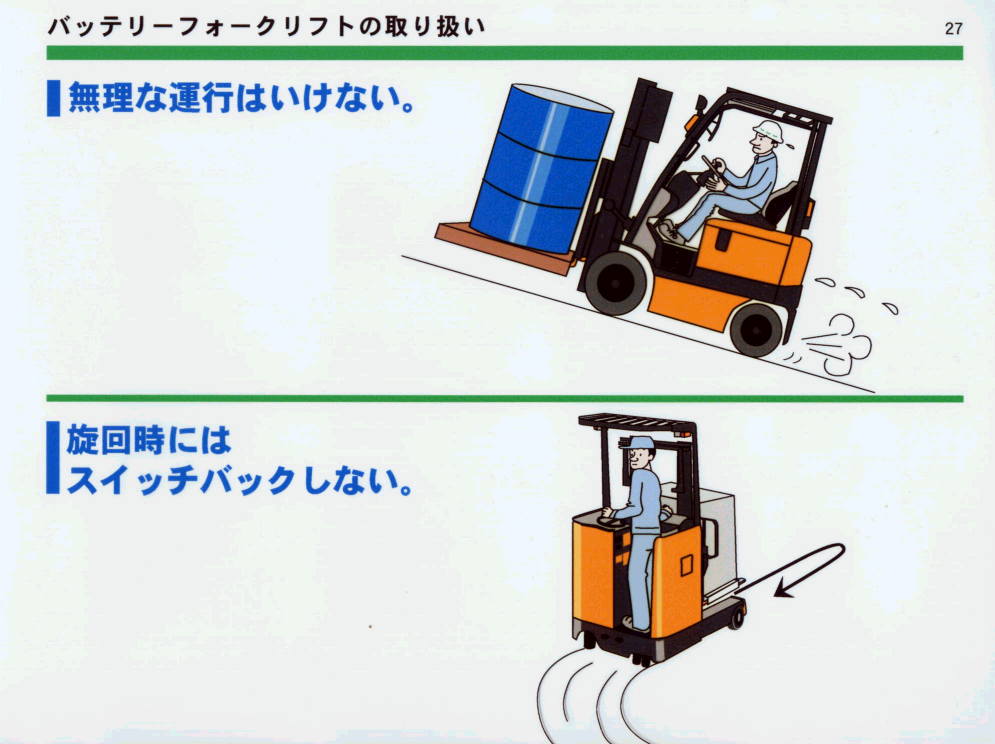 バッテリーフォークリフトの取り扱い
27
無理な運行はいけない。
旋回時には
スイッチバックしない。